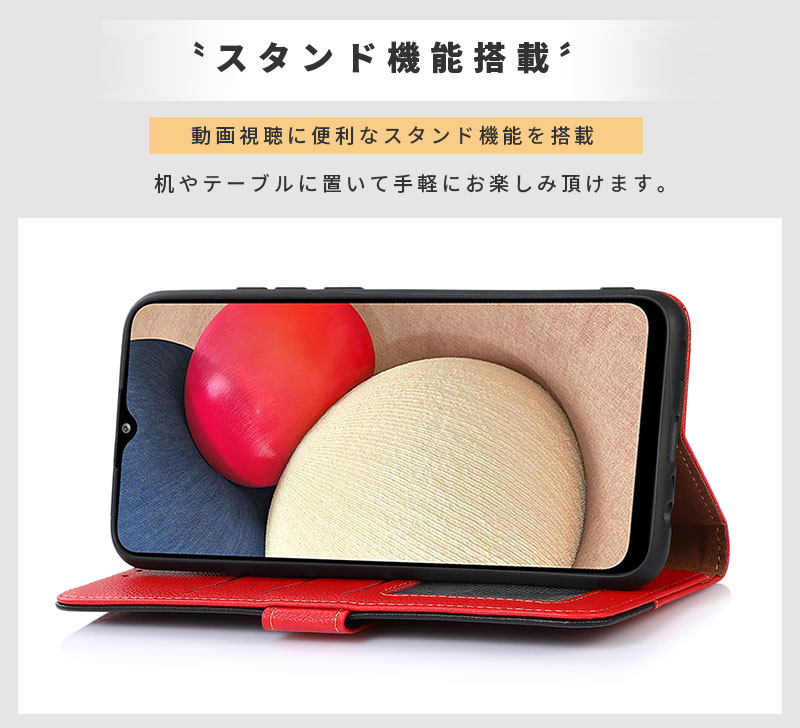 〝スタンド機能搭載〞
動画視聴に便利なスタンド機能を搭載
机やテーブルに置いて手軽にお楽しみ頂けます。